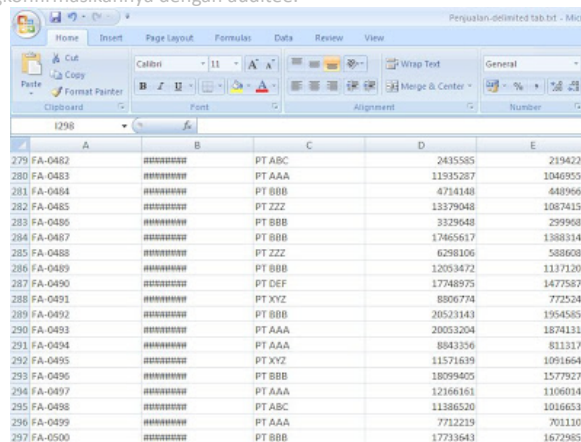 gkonfirmasikannya dengan auditee.
Penjualan-delimited tab.txt - Mic
Home Insert Page Layout Formulas Data Review View
Paste
Cut
Copy
Format Painter
Clipboard
Calibri 11 A A
B I U A
Font
Wrap Text
Merge & Center
Alignment
General
% ,
Number
I298 fx
A B C D E
279 FA-0482 ######## PT ABC 2435585 219422
280 FA-0483 ######## PT AAA 11935287 1046955
281 FA-0484 ######## PT BBB 4714148 448966
282 FA-0485 ######## PT ZZZ 13379048 1087415
283 FA-0486 ######## PT BBB 3329648 299968
284 FA-0487 ######## PT BBB 17465617 1388314
285 FA-0488 ######## PT ZZZ 6298106 588608
286 FA-0489 ######## PT BBB 12053472 1137120
287 FA-0490 ######## PT DEF 17748975 1477587
288 FA-0491 ######## PT XYZ 8806774 772524
289 FA-0492 ######## PT BBB 20523143 1954585
290 FA-0493 ######## PT AAA 20053204 1874131
291 FA-0494 ######## PT AAA 8843356 811317
292 FA-0495 ######## PT XYZ 11571639 1091664
293 FA-0496 ######## PT BBB 18099405 1577927
294 FA-0497 ######## PT AAA 12166161 1106014
295 FA-0498 ######## PT ABC 11386520 1016653
296 FA-0499 ######## PT AAA 7712219 701110
297 FA-0500 ######## PT BBB 17733643 1672985